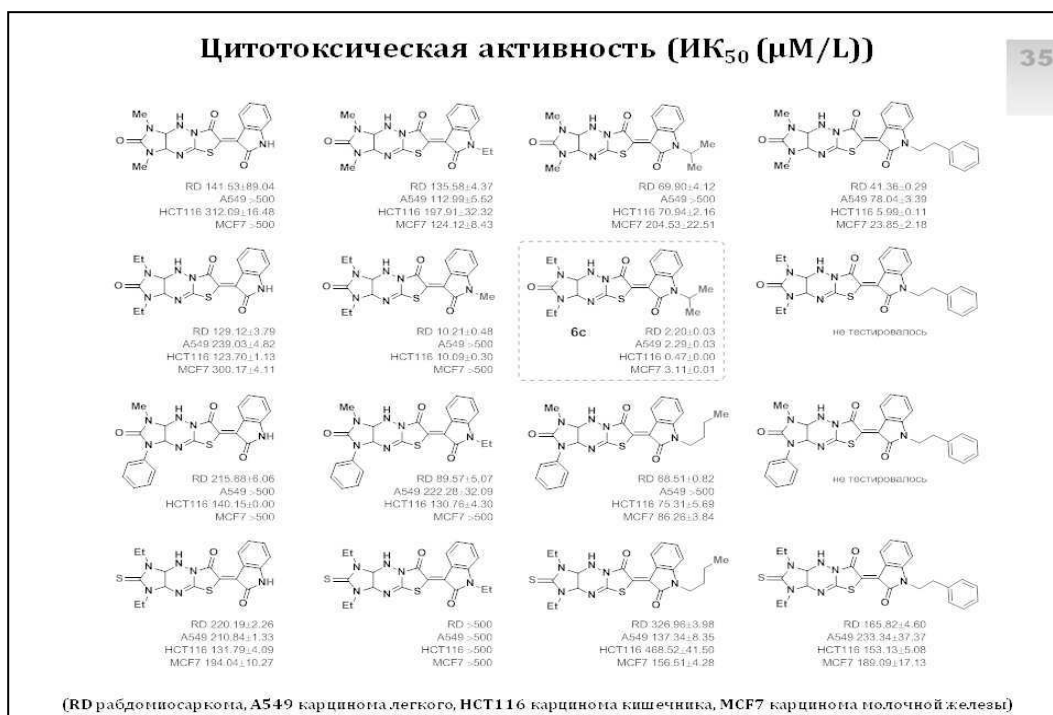 Цитотоксическая активность (ИК50 (µM/L))
35
RD 141.53±89.04
A549 >500
HCT116 312.09±16.48
MCF7 >500
RD 135.58±4.37
A549 112.99±5.52
HCT116 197.91±32.32
MCF7 124.12±8.43
RD 69.90±4.12
A549 >500
HCT116 70.94±2.16
MCF7 204.53±22.51
RD 41.36±0.29
A549 78.04±3.39
HCT116 5.99±0.11
MCF7 23.85±2.18
RD 129.12±3.79
A549 239.03±4.82
HCT116 123.70±1.13
MCF7 300.17±4.11
RD 10.21±0.48
A549 >500
HCT116 10.09±0.30
MCF7 >500
6c
RD 2.20±0.03
A549 2.29±0.03
HCT116 0.47±0.00
MCF7 3.11±0.01
не тестировалось
RD 215.68±6.06
A549 >500
HCT116 140.15±0.00
MCF7 >500
RD 89.57±5.07
A549 222.28±32.09
HCT116 130.76±4.30
MCF7 >500
RD 68.51±0.82
A549 >500
HCT116 75.31±5.69
MCF7 86.26±3.84
не тестировалось
RD 220.19±2.26
A549 210.84±1.33
HCT116 131.79±4.09
MCF7 194.04±10.27
RD >500
A549 >500
HCT116 >500
MCF7 >500
RD 326.96±3.98
A549 137.34±8.35
HCT116 468.52±41.50
MCF7 156.51±4.28
RD 165.82±4.60
A549 233.34±37.37
HCT116 153.13±5.08
MCF7 189.09±17.13
(RD рабдомиосаркома, A549 карцинома легкого, HCT116 карцинома кишечника, MCF7 карцинома молочной железы)